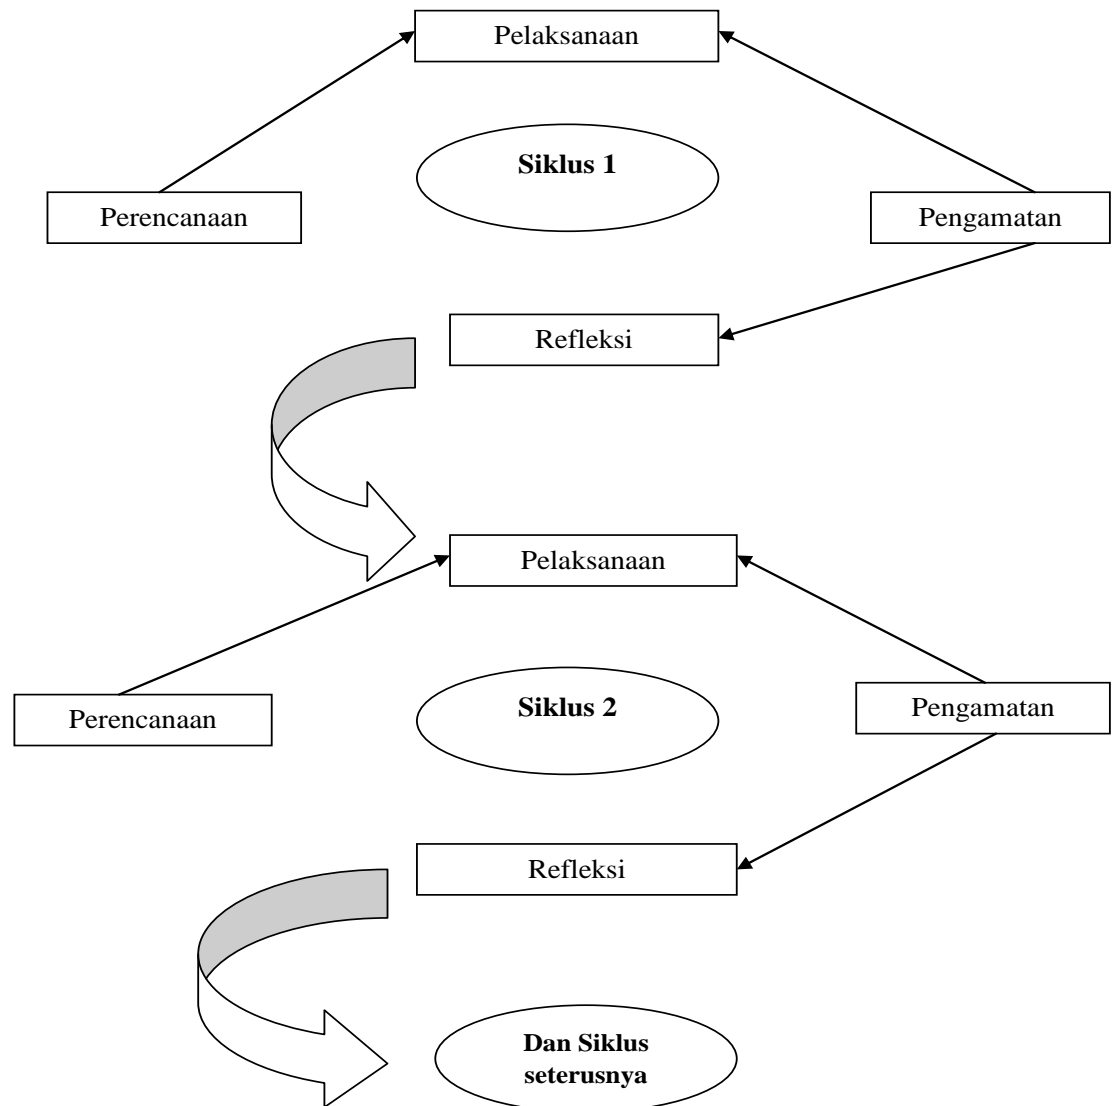 Pelaksanaan
Siklus 1
Perencanaan
Pengamatan
Refleksi
Pelaksanaan
Siklus 2
Perencanaan
Pengamatan
Refleksi
Dan Siklus
seterusnya